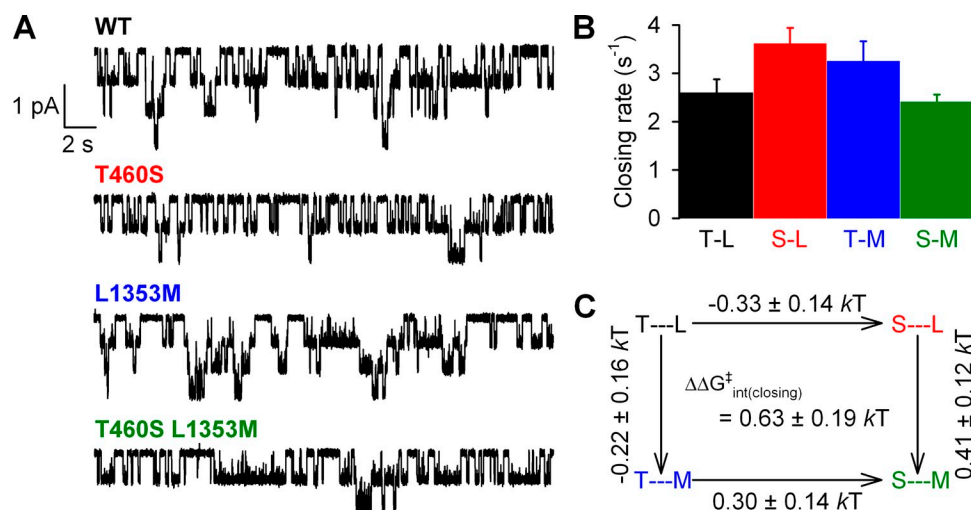 A
WT
1 pA
2 s
T460S
L1353M
T460S L1353M
B
Closing rate (s⁻¹)
4
3
2
1
0
T-L
S-L
T-M
S-M
C
-0.33 ± 0.14 kT
T---L
S---L
-0.22 ± 0.16 kT
ΔΔG‡int(closing)
= 0.63 ± 0.19 kT
0.41 ± 0.12 kT
T---M
S---M
0.30 ± 0.14 kT